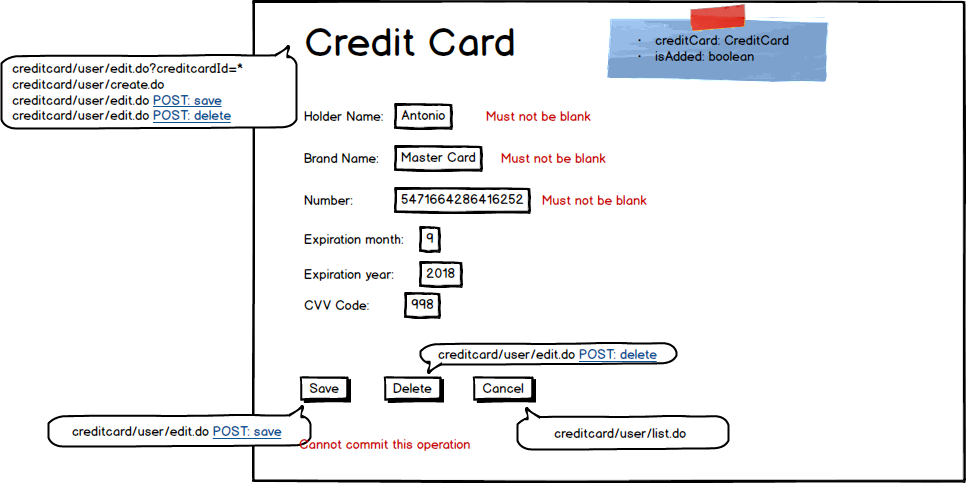 Credit Card
creditCard: CreditCard
isAdded: boolean
creditcard/user/edit.do?creditcardId=*
creditcard/user/create.do
creditcard/user/edit.do POST: save
creditcard/user/edit.do POST: delete
Holder Name: Antonio Must not be blank
Brand Name: Master Card Must not be blank
Number: 5471664286416252 Must not be blank
Expiration month: 9
Expiration year: 2018
CVV Code: 998
creditcard/user/edit.do POST: delete
Save Delete Cancel
creditcard/user/edit.do POST: save
creditcard/user/list.do
Cannot commit this operation